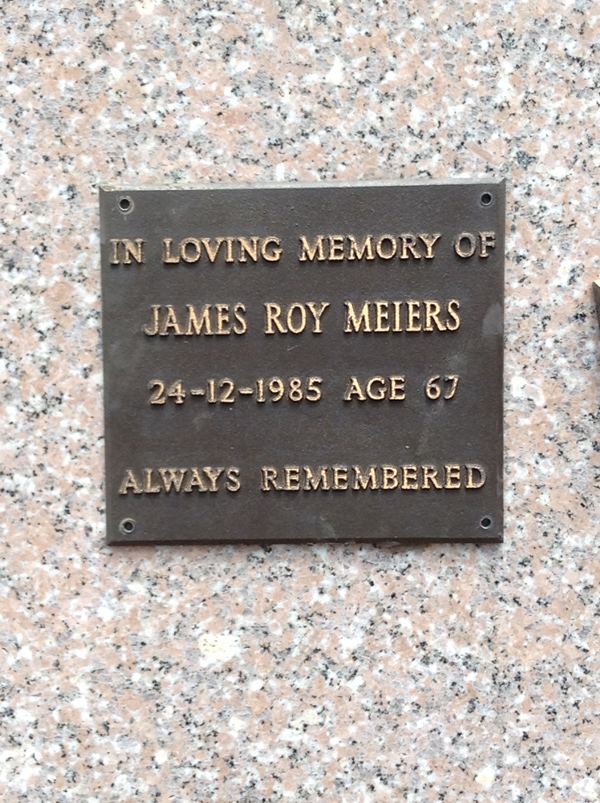 IN LOVING MEMORY OF
JAMES ROY MEIERS
24-12-1985 AGE 67
ALWAYS REMEMBERED